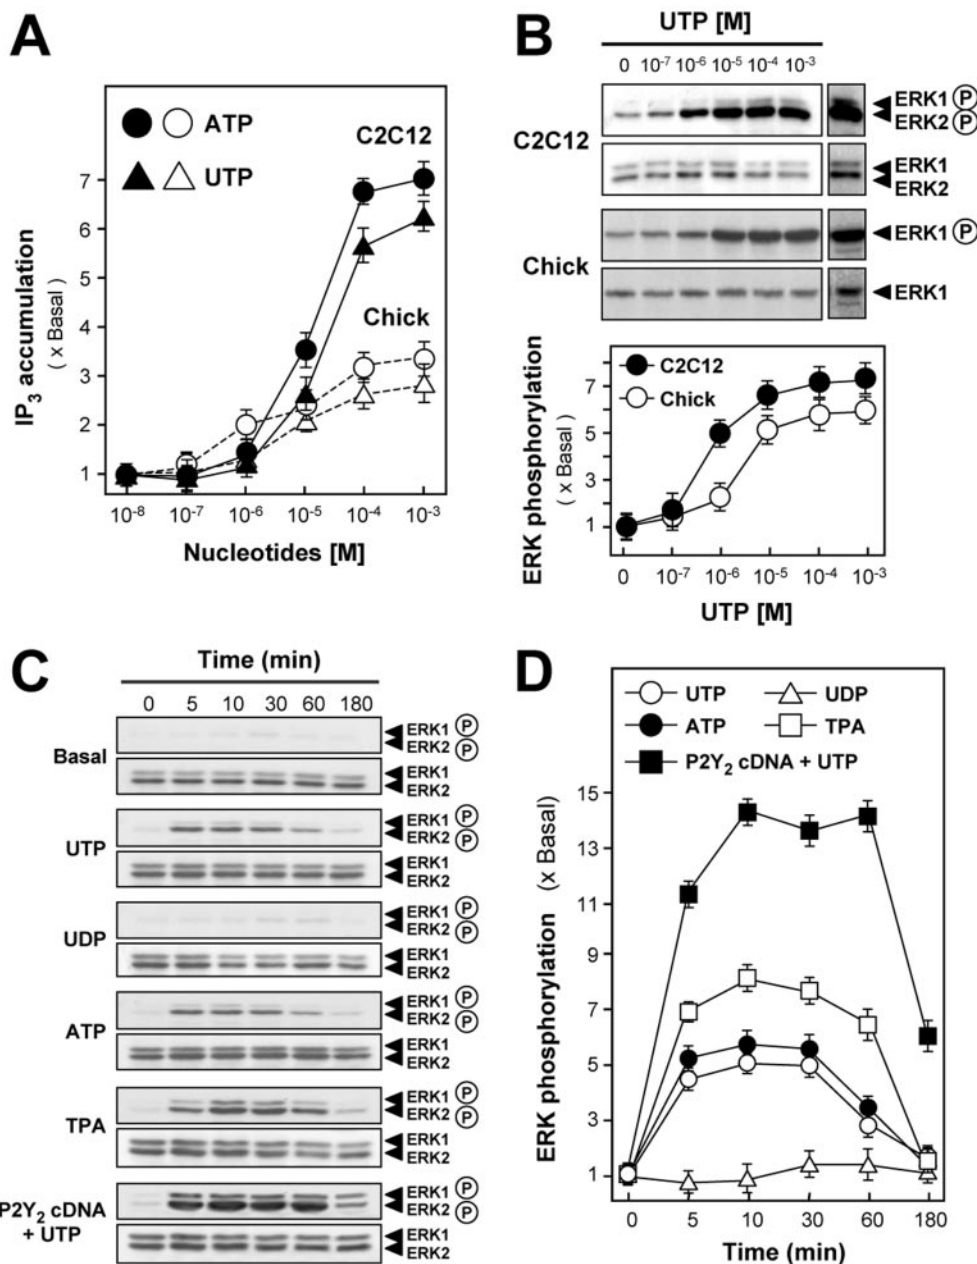 A
ATP
UTP
C2C12
Chick
IP3 accumulation
( x Basal )
7
6
5
4
3
2
1
10-8 10-7 10-6 10-5 10-4 10-3
Nucleotides [M]
B
UTP [M]
0 10-7 10-6 10-5 10-4 10-3
C2C12
ERK1 P
ERK2 P
ERK1
ERK2
Chick
ERK1 P
ERK1
C2C12
Chick
ERK phosphorylation
( x Basal )
7
5
3
1
0 10-7 10-6 10-5 10-4 10-3
UTP [M]
C
Time (min)
0 5 10 30 60 180
Basal
ERK1 P
ERK2 P
ERK1
ERK2
UTP
ERK1 P
ERK2 P
ERK1
ERK2
UDP
ERK1 P
ERK2 P
ERK1
ERK2
ATP
ERK1 P
ERK2 P
ERK1
ERK2
TPA
ERK1 P
ERK2 P
ERK1
ERK2
P2Y2 cDNA
+ UTP
ERK1 P
ERK2 P
ERK1
ERK2
D
UTP UDP
ATP TPA
P2Y2 cDNA + UTP
ERK phosphorylation (x Basal)
15
13
11
9
7
5
3
1
0 5 10 30 60 180
Time (min)